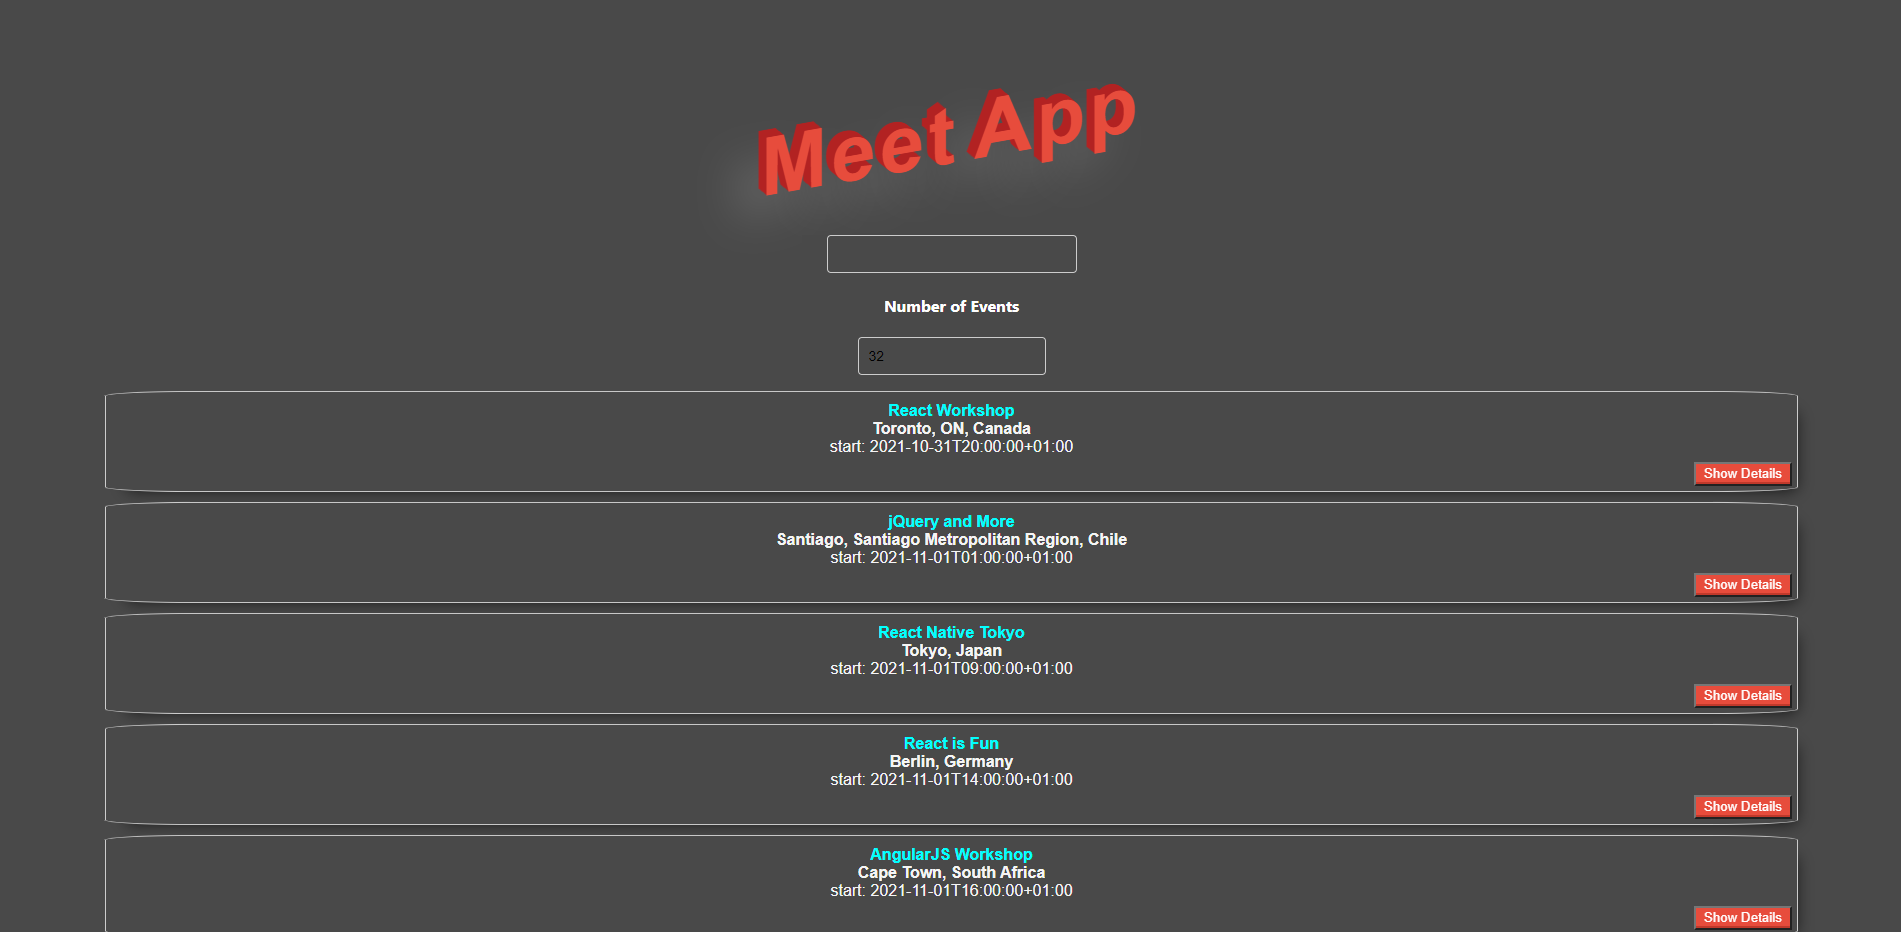 Meet App
Number of Events
32
React Workshop
Toronto, ON, Canada
start: 2021-10-31T20:00:00+01:00
Show Details
jQuery and More
Santiago, Santiago Metropolitan Region, Chile
start: 2021-11-01T01:00:00+01:00
Show Details
React Native Tokyo
Tokyo, Japan
start: 2021-11-01T09:00:00+01:00
Show Details
React is Fun
Berlin, Germany
start: 2021-11-01T14:00:00+01:00
Show Details
AngularJS Workshop
Cape Town, South Africa
start: 2021-11-01T16:00:00+01:00
Show Details